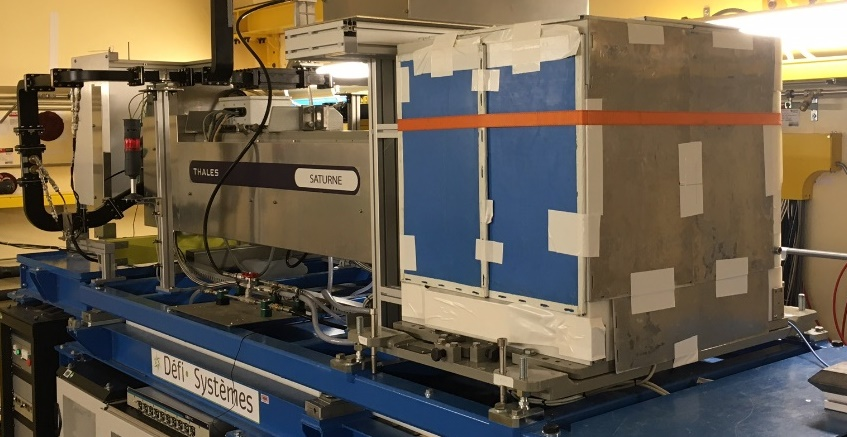 THALES
SATURNE
Défi Systèmes